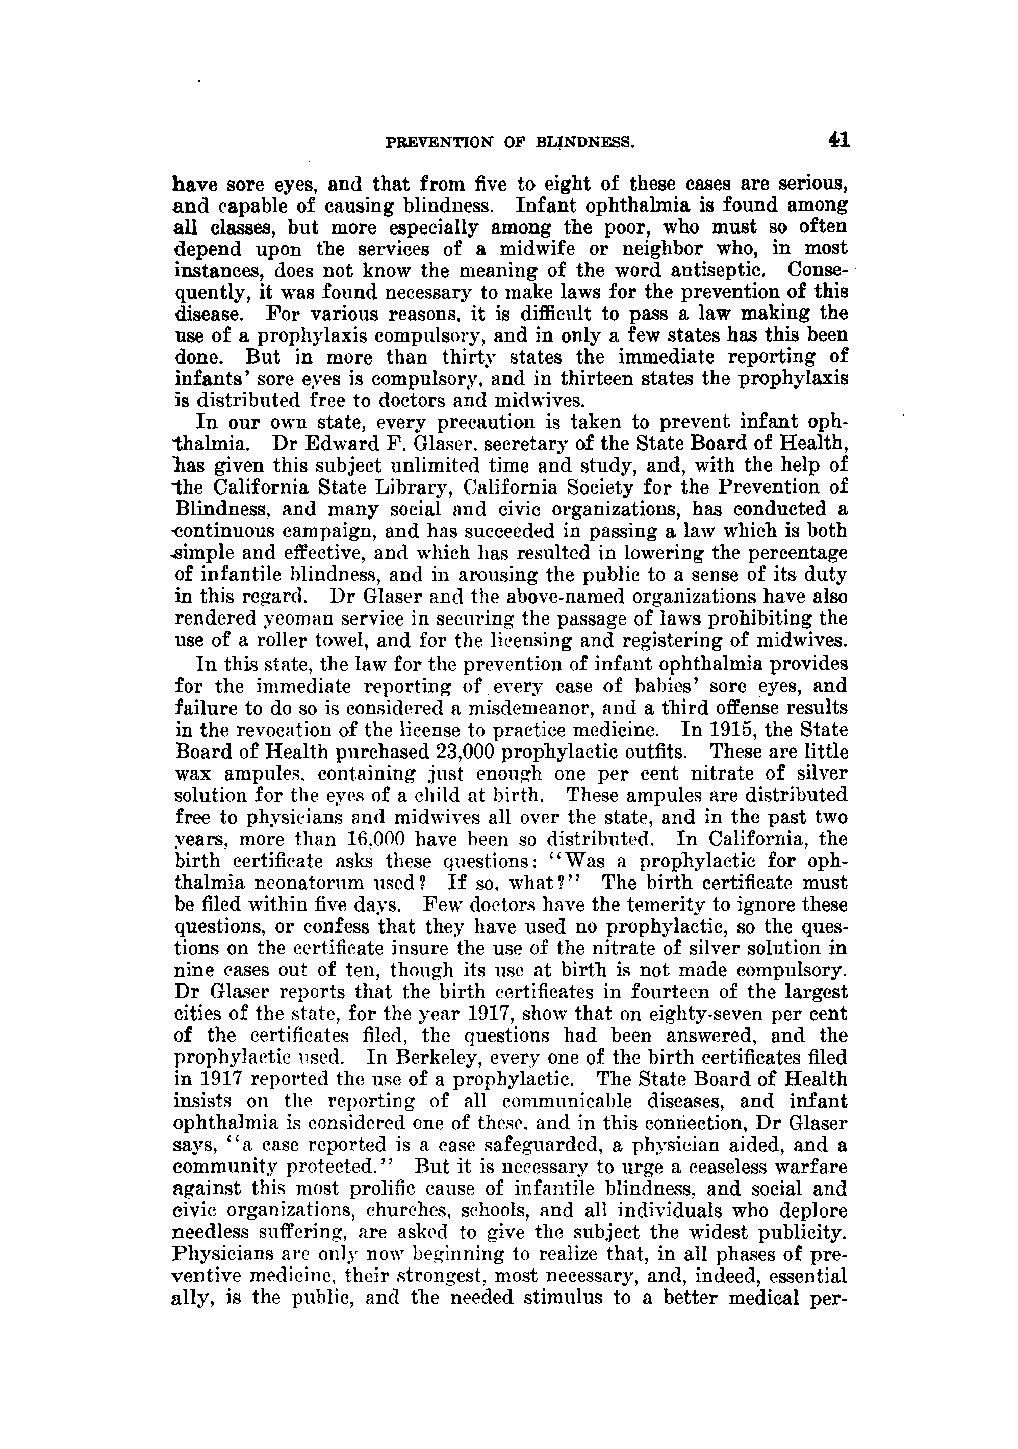 PREVENTION OF BLINDNESS. 41
have sore eyes, and that from five to eight of these cases are serious,
and capable of causing blindness. Infant ophthalmia is found among
all classes, but more especially among the poor, who must so often
depend upon the services of a midwife or neighbor who, in most
instances, does not know the meaning of the word antiseptic. Conse-
quently, it was found necessary to make laws for the prevention of this
disease. For various reasons, it is difficult to pass a law making the
use of a prophylaxis compulsory, and in only a few states has this been
done. But in more than thirty states the immediate reporting of
infants' sore eyes is compulsory, and in thirteen states the prophylaxis
is distributed free to doctors and midwives.
In our own state, every precaution is taken to prevent infant oph-
thalmia. Dr Edward F. Glaser, secretary of the State Board of Health,
has given this subject unlimited time and study, and, with the help of
the California State Library, California Society for the Prevention of
Blindness, and many social and civic organizations, has conducted a
continuous campaign, and has succeeded in passing a law which is both
simple and effective, and which has resulted in lowering the percentage
of infantile blindness, and in arousing the public to a sense of its duty
in this regard. Dr Glaser and the above-named organizations have also
rendered yeoman service in securing the passage of laws prohibiting the
use of a roller towel, and for the licensing and registering of midwives.
In this state, the law for the prevention of infant ophthalmia provides
for the immediate reporting of every case of babies' sore eyes, and
failure to do so is considered a misdemeanor, and a third offense results
in the revocation of the license to practice medicine. In 1915, the State
Board of Health purchased 23,000 prophylactic outfits. These are little
wax ampules, containing just enough one per cent nitrate of silver
solution for the eyes of a child at birth. These ampules are distributed
free to physicians and midwives all over the state, and in the past two
years, more than 16,000 have been so distributed. In California, the
birth certificate asks these questions: "Was a prophylactic for oph-
thalmia neonatorum used? If so, what?" The birth certificate must
be filed within five days. Few doctors have the temerity to ignore these
questions, or confess that they have used no prophylactic, so the ques-
tions on the certificate insure the use of the nitrate of silver solution in
nine cases out of ten, though its use at birth is not made compulsory.
Dr Glaser reports that the birth certificates in fourteen of the largest
cities of the state, for the year 1917, show that on eighty-seven per cent
of the certificates filed, the questions had been answered, and the
prophylactic used. In Berkeley, every one of the birth certificates filed
in 1917 reported the use of a prophylactic. The State Board of Health
insists on the reporting of all communicable diseases, and infant
ophthalmia is considered one of these, and in this connection, Dr Glaser
says, "a case reported is a case safeguarded, a physician aided, and a
community protected." But it is necessary to urge a ceaseless warfare
against this most prolific cause of infantile blindness, and social and
civic organizations, churches, schools, and all individuals who deplore
needless suffering, are asked to give the subject the widest publicity.
Physicians are only now beginning to realize that, in all phases of pre-
ventive medicine, their strongest, most necessary, and, indeed, essential
ally, is the public, and the needed stimulus to a better medical per-